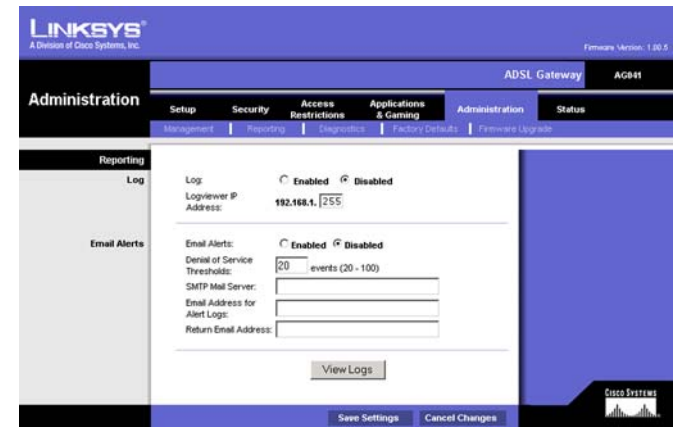 LINKSYS®
A Division of Cisco Systems, Inc.
Firmware Version: 1.00.5
ADSL Gateway AG041
Administration
Setup Security Access Restrictions Applications & Gaming Administration Status
Management Reporting Diagnostics Factory Defaults Firmware Upgrade
Reporting
Log
Log: Enabled Disabled
Logviewer IP Address: 192.168.1. 255
Email Alerts
Email Alerts: Enabled Disabled
Denial of Service Thresholds: 20 events (20 - 100)
SMTP Mail Server:
Email Address for Alert Logs:
Return Email Address:
View Logs
Save Settings Cancel Changes
CISCO SYSTEMS